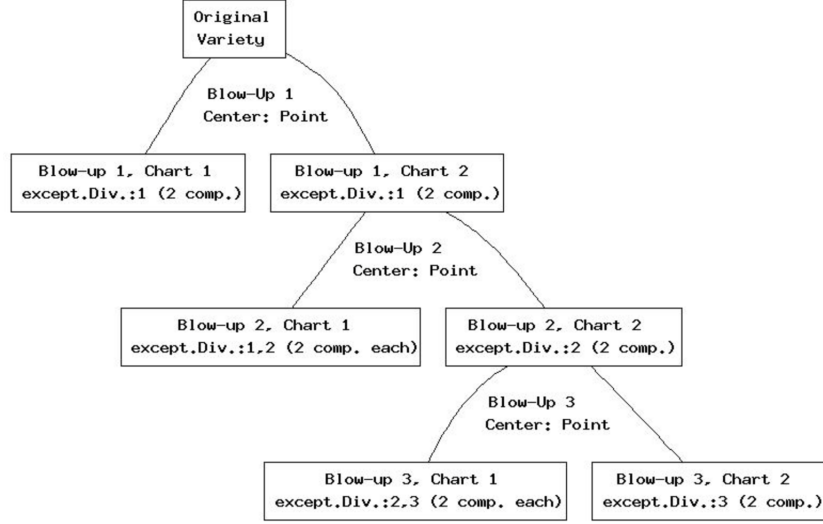 Original
Variety
Blow-Up 1
Center: Point
Blow-up 1, Chart 1
except.Div.:1 (2 comp.)
Blow-up 1, Chart 2
except.Div.:1 (2 comp.)
Blow-Up 2
Center: Point
Blow-up 2, Chart 1
except.Div.:1,2 (2 comp. each)
Blow-up 2, Chart 2
except.Div.:2 (2 comp.)
Blow-Up 3
Center: Point
Blow-up 3, Chart 1
except.Div.:2,3 (2 comp. each)
Blow-up 3, Chart 2
except.Div.:3 (2 comp.)